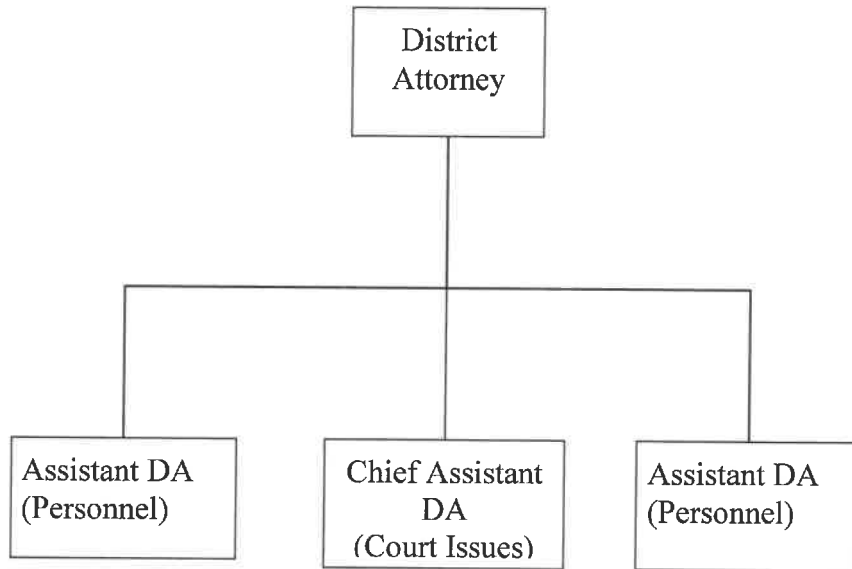 District
Attorney
Assistant DA
(Personnel)
Chief Assistant
DA
(Court Issues)
Assistant DA
(Personnel)